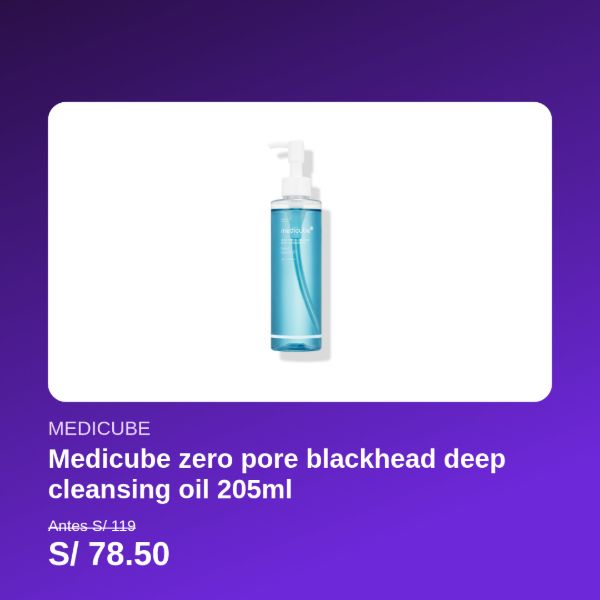 medicube
MEDICUBE
Medicube zero pore blackhead deep
cleansing oil 205ml
Antes S/ 119
S/ 78.50